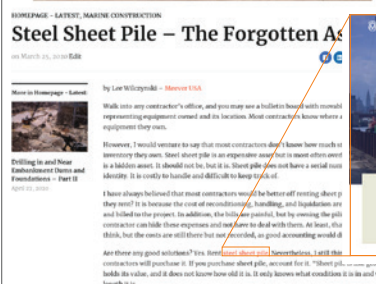 HOMEPAGE - LATEST, MARINE CONSTRUCTION
Steel Sheet Pile – The Forgotten As
on March 25, 2020 Edit
More in Homepage - Latest
Drilling in and Near
Embankment Dams and
Foundations – Part II
April 22, 2020
by Lee Wilczynski – Meever USA
Walk into any contractor's office, and you may see a bulletin board with movabl
representing equipment owned and its location. Most contractors know where a
equipment they own.
However, I would venture to say that most contractors don't know how much st
inventory they own. Steel sheet pile is an expensive asset but is most often over
is a hidden asset. It should not be, but it is. Sheet pile does not have a serial num
identity. It is costly to handle and difficult to keep track of.
I have always believed that most contractors would be better off renting sheet p
they rent? It is because the cost of reconditioning, handling, and liquidation are
and billed to the project. In addition, the bills are painful, but by owning the pili
contractor can hide these expenses and not have to deal with them. At least, tha
think, but the costs are still there but not recorded, as good accounting would di
Are there any good solutions? Yes. Rent steel sheet pile. Nevertheless, I still thin
contractors will purchase it. If you purchase sheet pile, account for it. "Sheet pil
holds its value, and it does not know how old it is. It only knows what condition it is in and